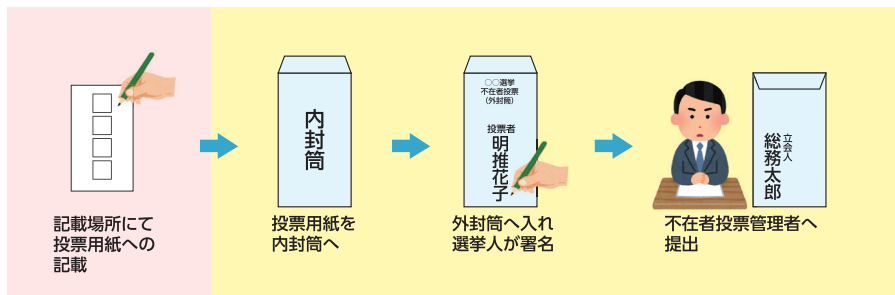 内封筒
○○選挙
不在者投票
(外封筒)
投票者
明推花子
立会人
総務太郎
記載場所にて
投票用紙への
記載
投票用紙を
内封筒へ
外封筒へ入れ
選挙人が署名
不在者投票管理者へ
提出